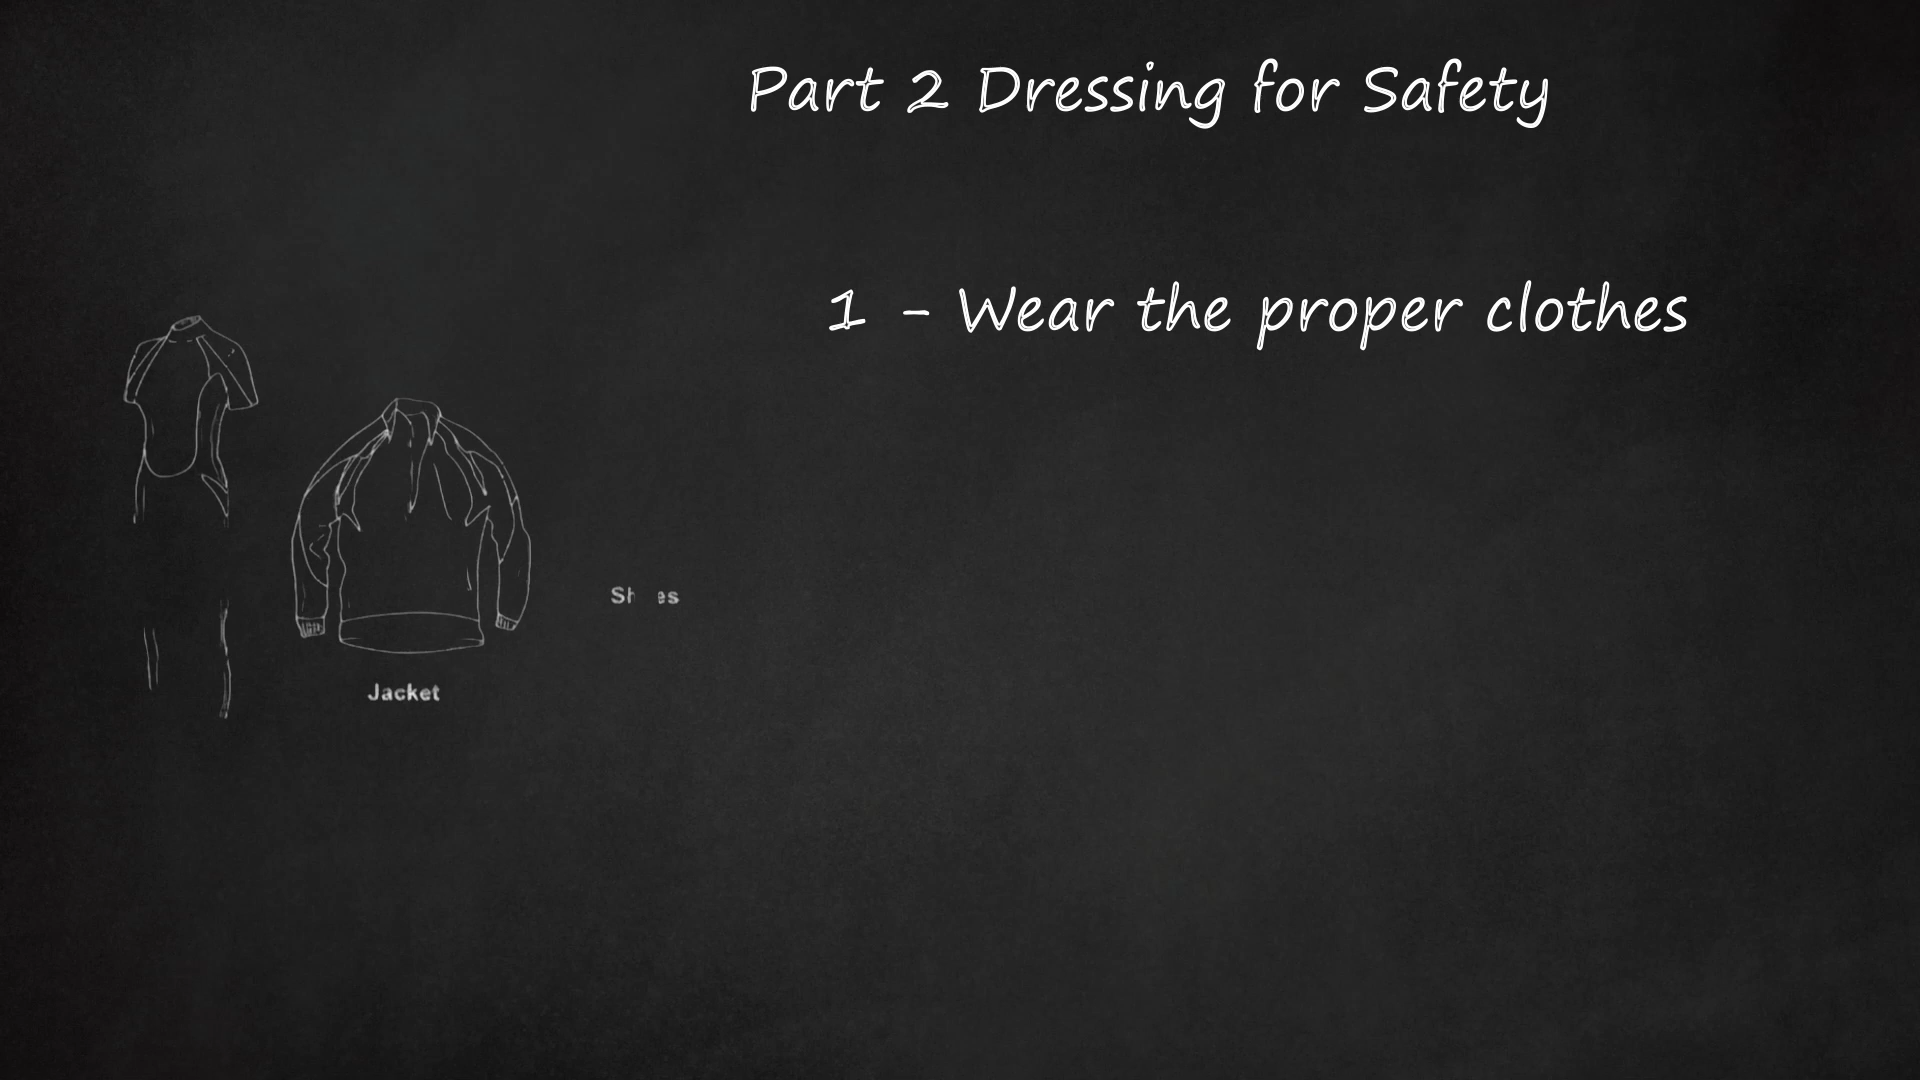 Part 2 Dressing for Safety
1 - Wear the proper clothes
Jacket